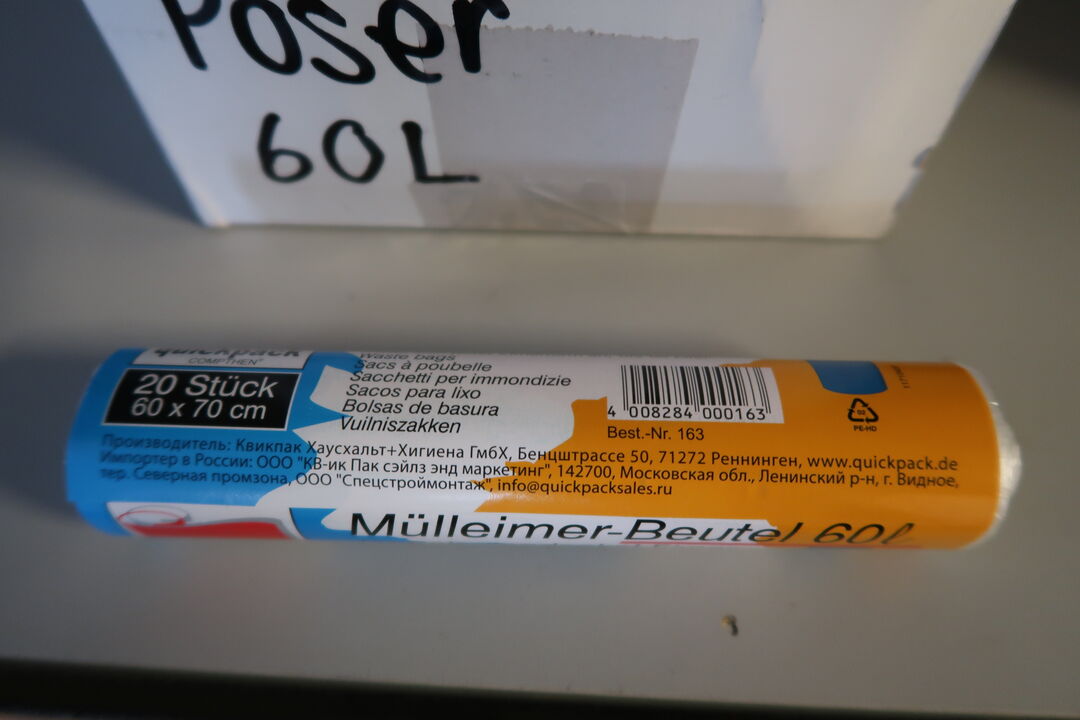 Poser
60L
quickpack
COMPTHEN®
20 Stück
60 x 70 cm
Waste bags
Sacs à poubelle
Sacchetti per immondizie
Sacos para lixo
Bolsas de basura
Vuilniszakken
4 008284 000163
Best.-Nr. 163
02
PE-HD
Производитель: Квикпак Хаусхальт+Хигиена ГмбХ, Бенцштрассе 50, 71272 Реннинген, www.quickpack.de
Импортер в России: ООО "КВ-ик Пак сэйлз энд маркетинг", 142700, Московская обл., Ленинский р-н, г. Видное,
тер. Северная промзона, ООО "Спецстроймонтаж", info@quickpacksales.ru
Mülleimer-Beutel 60ℓ